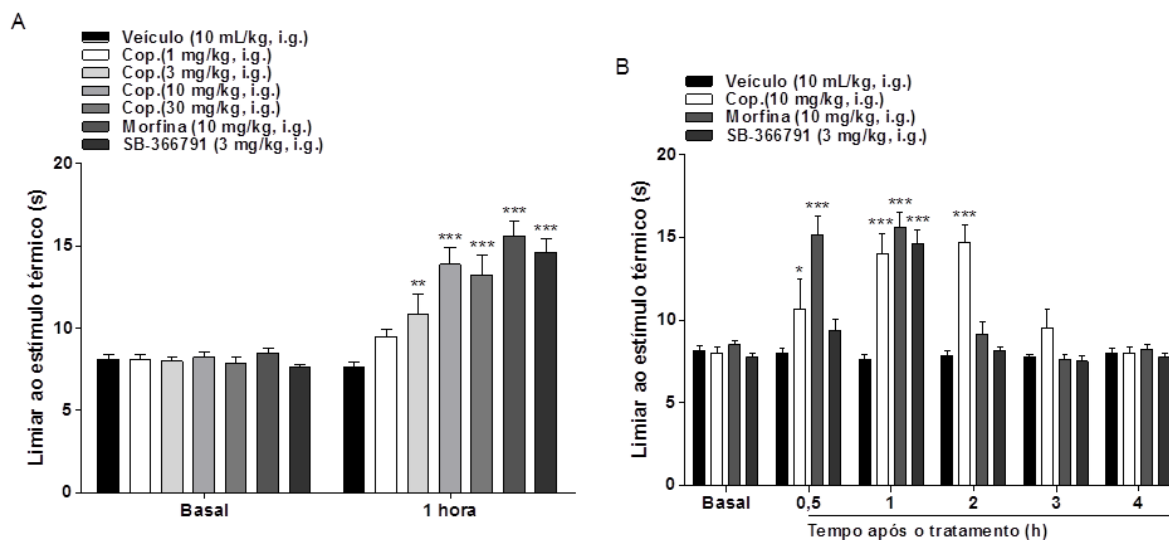 A
Veículo (10 mL/kg, i.g.)
Cop.(1 mg/kg, i.g.)
Cop.(3 mg/kg, i.g.)
Cop.(10 mg/kg, i.g.)
Cop.(30 mg/kg, i.g.)
Morfina (10 mg/kg, i.g.)
SB-366791 (3 mg/kg, i.g.)
Limiar ao estímulo térmico (s)
20
15
10
5
0
** *** *** *** ***
Basal 1 hora
B
Veículo (10 mL/kg, i.g.)
Cop.(10 mg/kg, i.g.)
Morfina (10 mg/kg, i.g.)
SB-366791 (3 mg/kg, i.g.)
Limiar ao estímulo térmico (s)
20
15
10
5
0
* *** *** *** *** ***
Basal 0,5 1 2 3 4
Tempo após o tratamento (h)